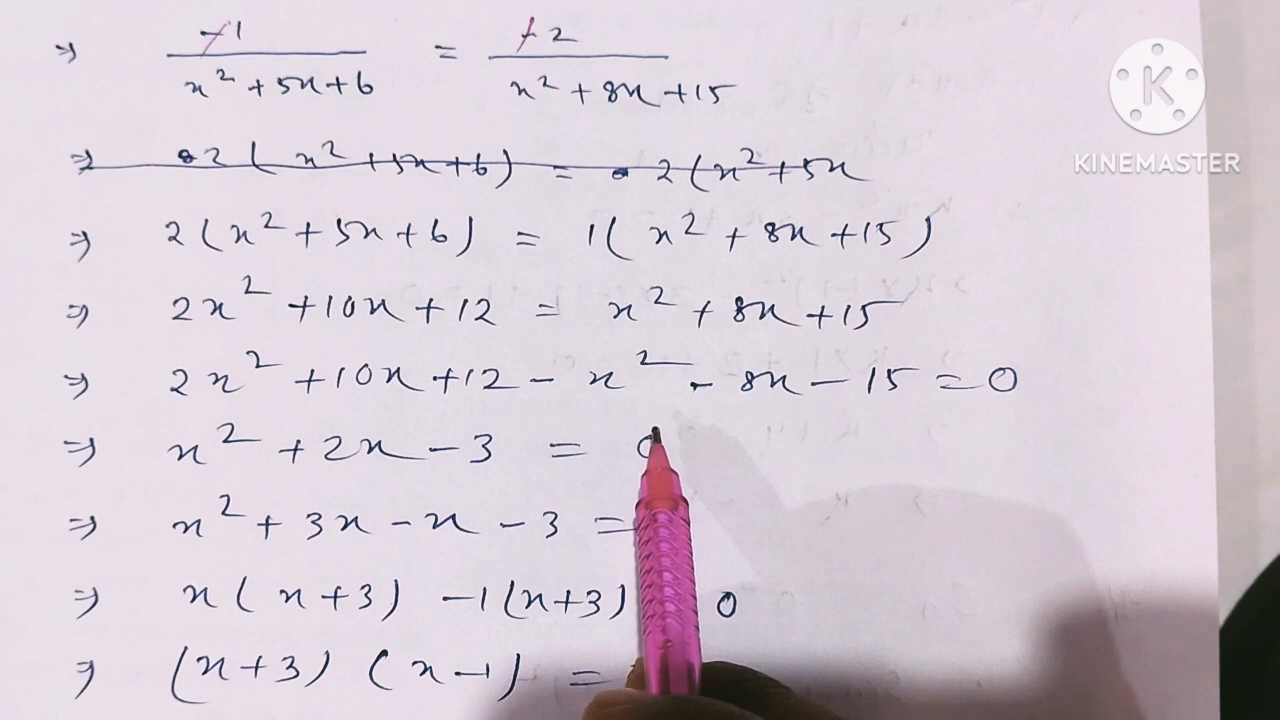 ⇒ -1/(x² + 5x + 6) = -2/(x² + 8x + 15)
⇒ 2(x² + 5x + 6) = 2(x² + 5x
⇒ 2(x² + 5x + 6) = 1(x² + 8x + 15)
⇒ 2x² + 10x + 12 = x² + 8x + 15
⇒ 2x² + 10x + 12 - x² - 8x - 15 = 0
⇒ x² + 2x - 3 =
⇒ x² + 3x - x - 3 =
⇒ x(x + 3) - 1(x + 3) 0
⇒ (x + 3) (x - 1) =
K
KINEMASTER